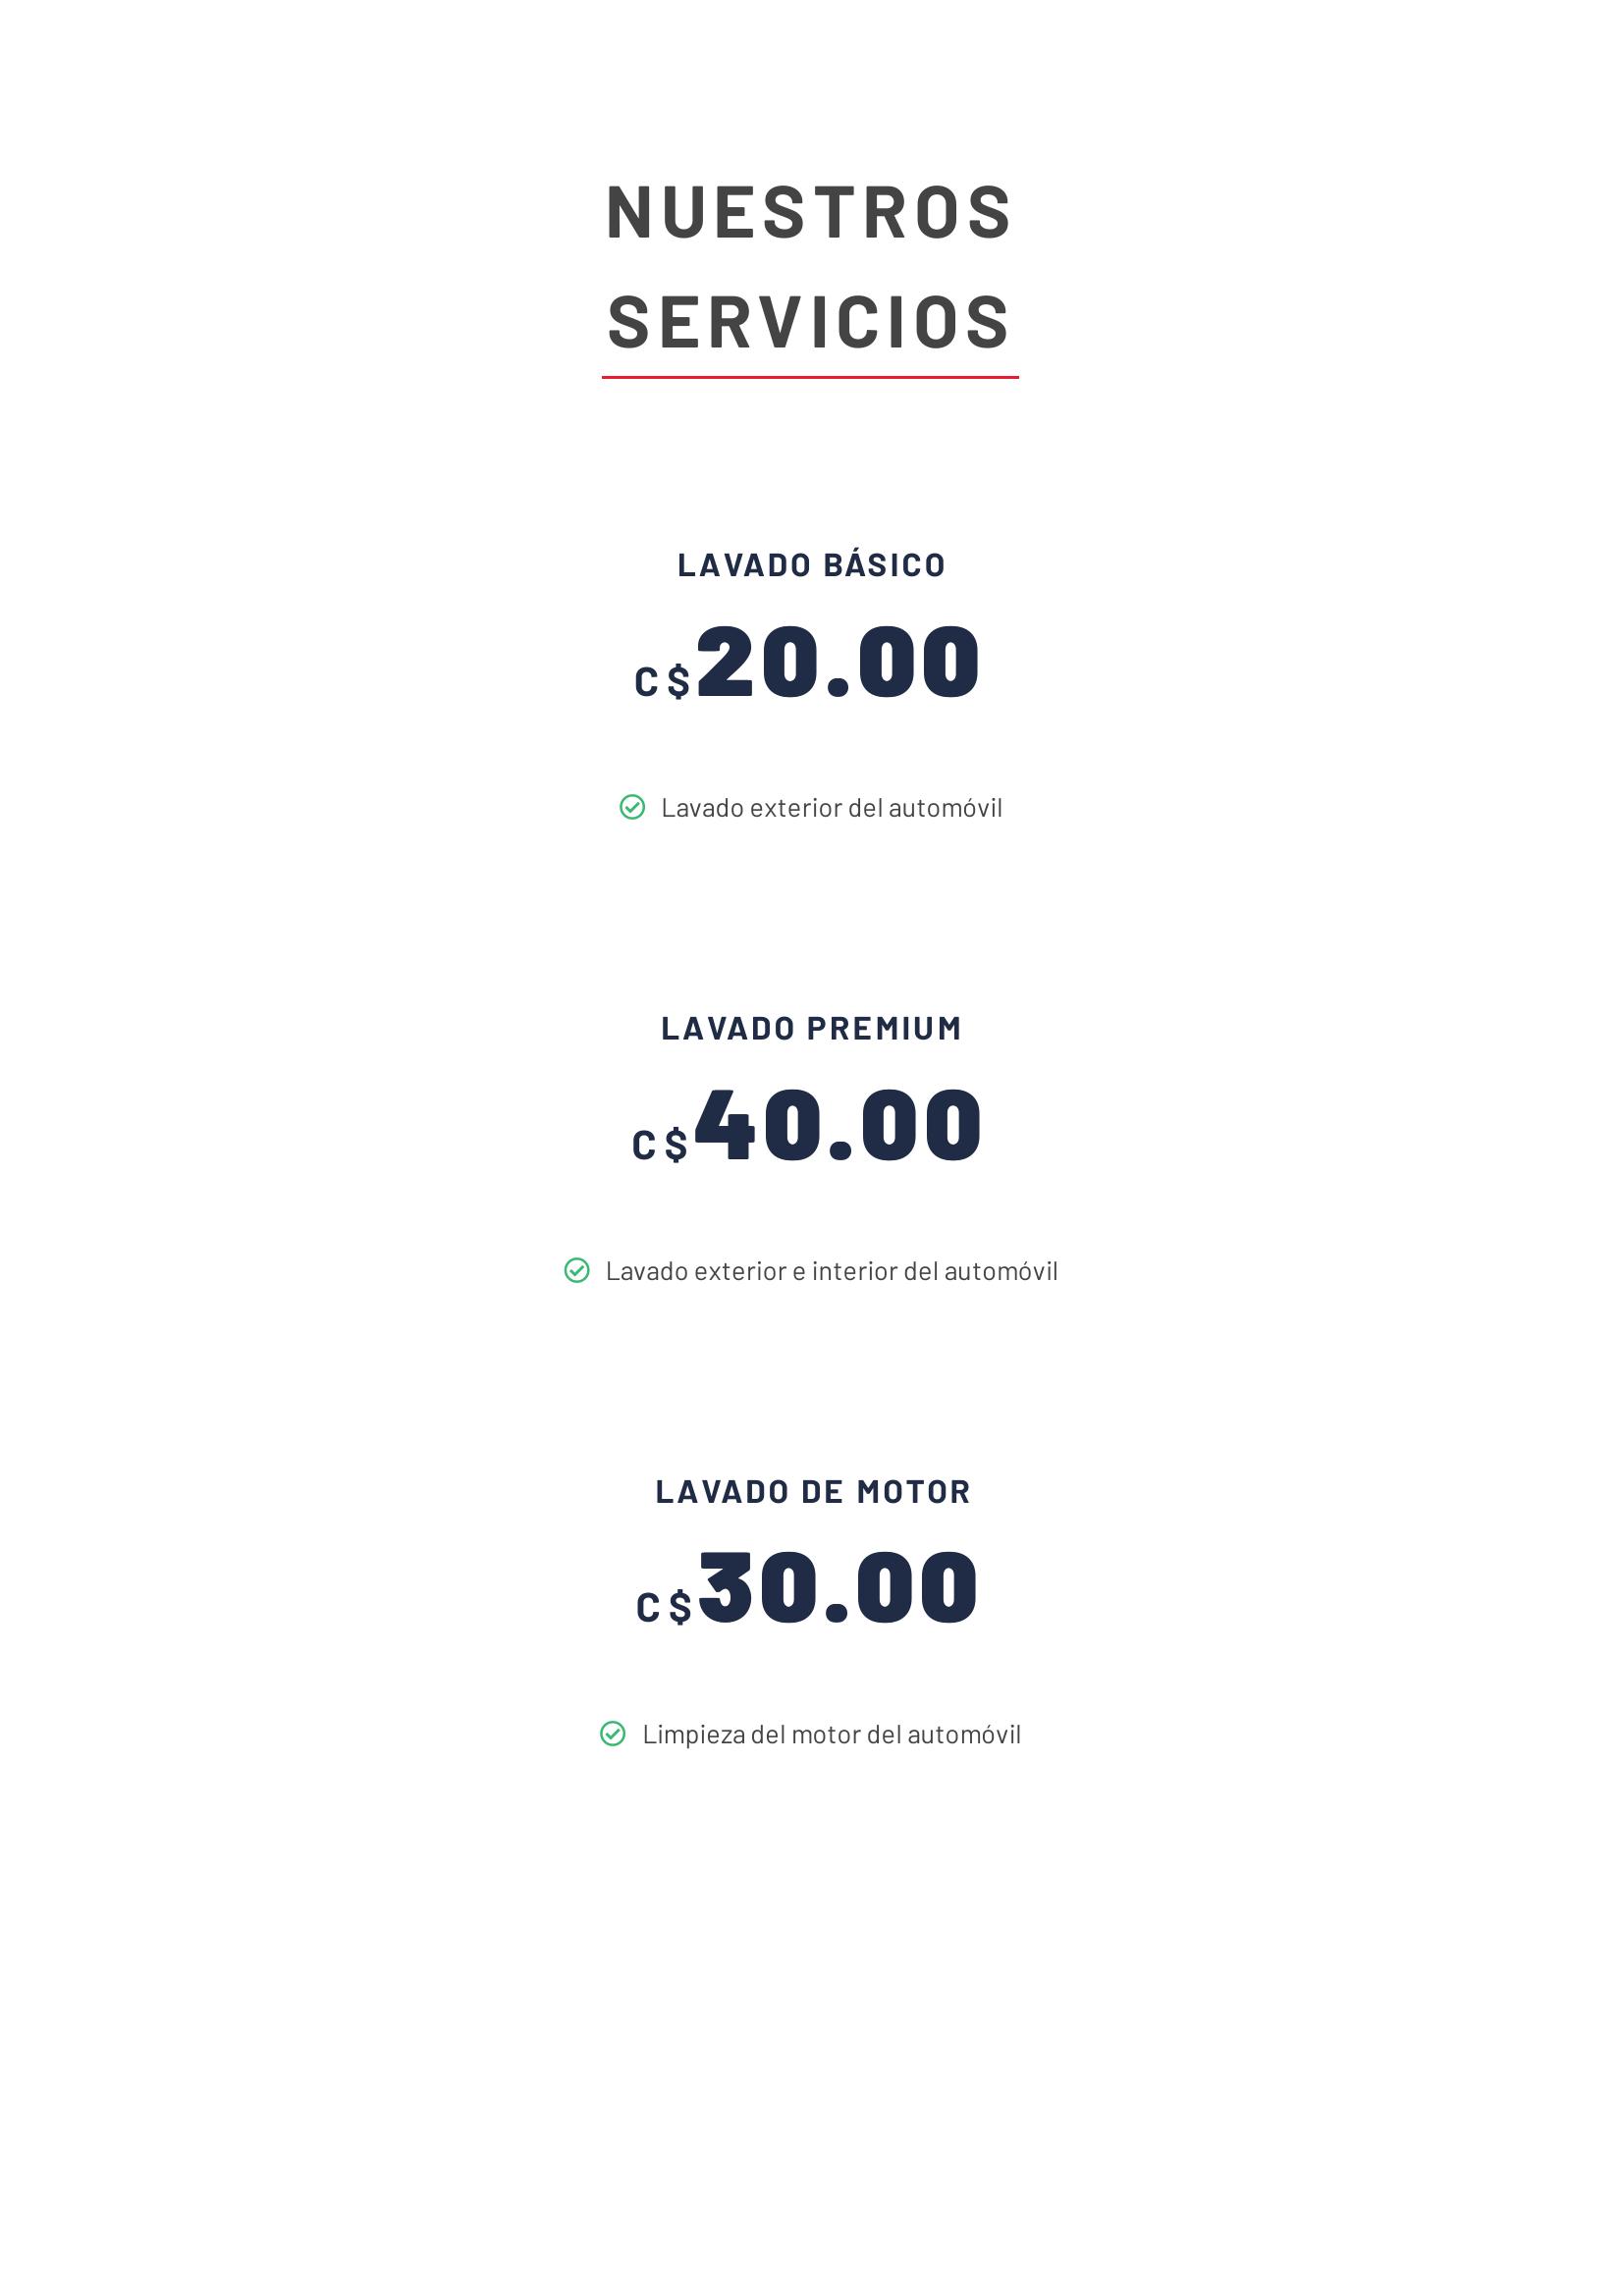 NUESTROS
SERVICIOS
LAVADO BÁSICO
C$20.00
Lavado exterior del automóvil
LAVADO PREMIUM
C$40.00
Lavado exterior e interior del automóvil
LAVADO DE MOTOR
C$30.00
Limpieza del motor del automóvil